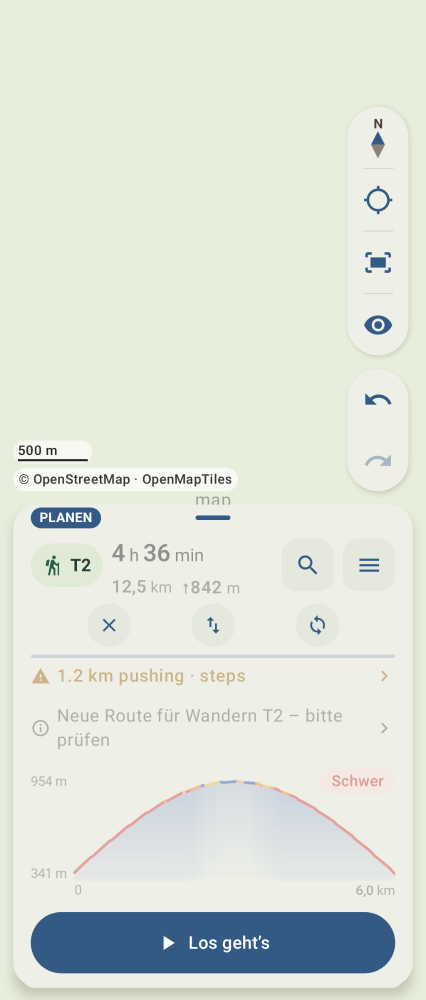 N
500 m
© OpenStreetMap · OpenMapTiles
map
PLANEN
T2
4 h 36 min
12,5 km ↑842 m
1.2 km pushing · steps
Neue Route für Wandern T2 – bitte
prüfen
954 m
Schwer
341 m
0
6,0 km
Los geht's